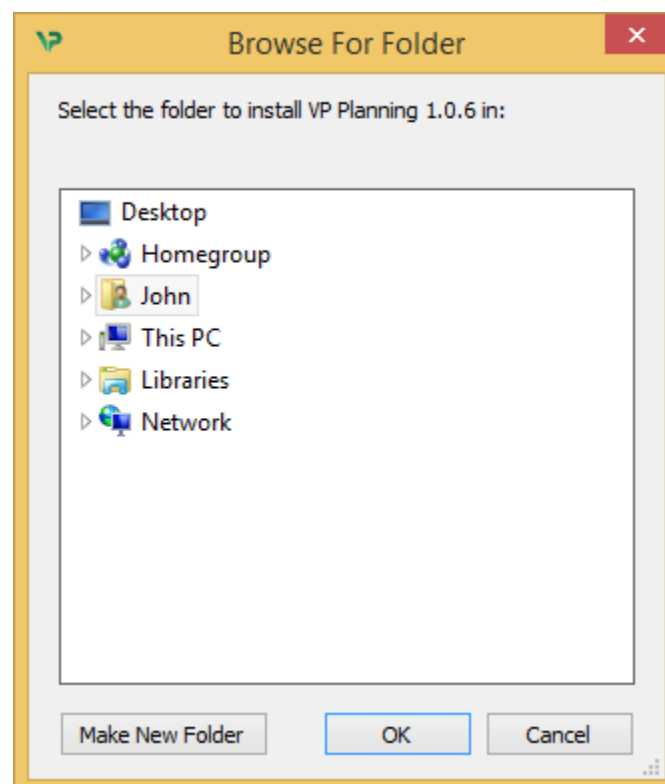 VP
Browse For Folder
Select the folder to install VP Planning 1.0.6 in:
Desktop
Homegroup
John
This PC
Libraries
Network
Make New Folder OK Cancel